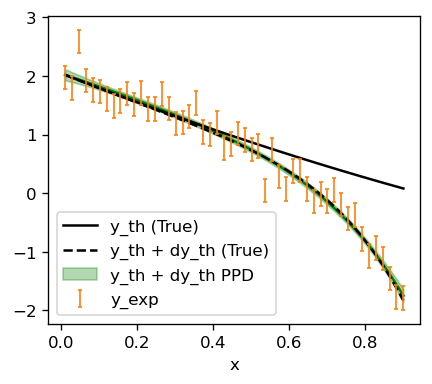 3
2
1
0
−1
−2
0.0 0.2 0.4 0.6 0.8
x
y_th (True)
y_th + dy_th (True)
y_th + dy_th PPD
y_exp